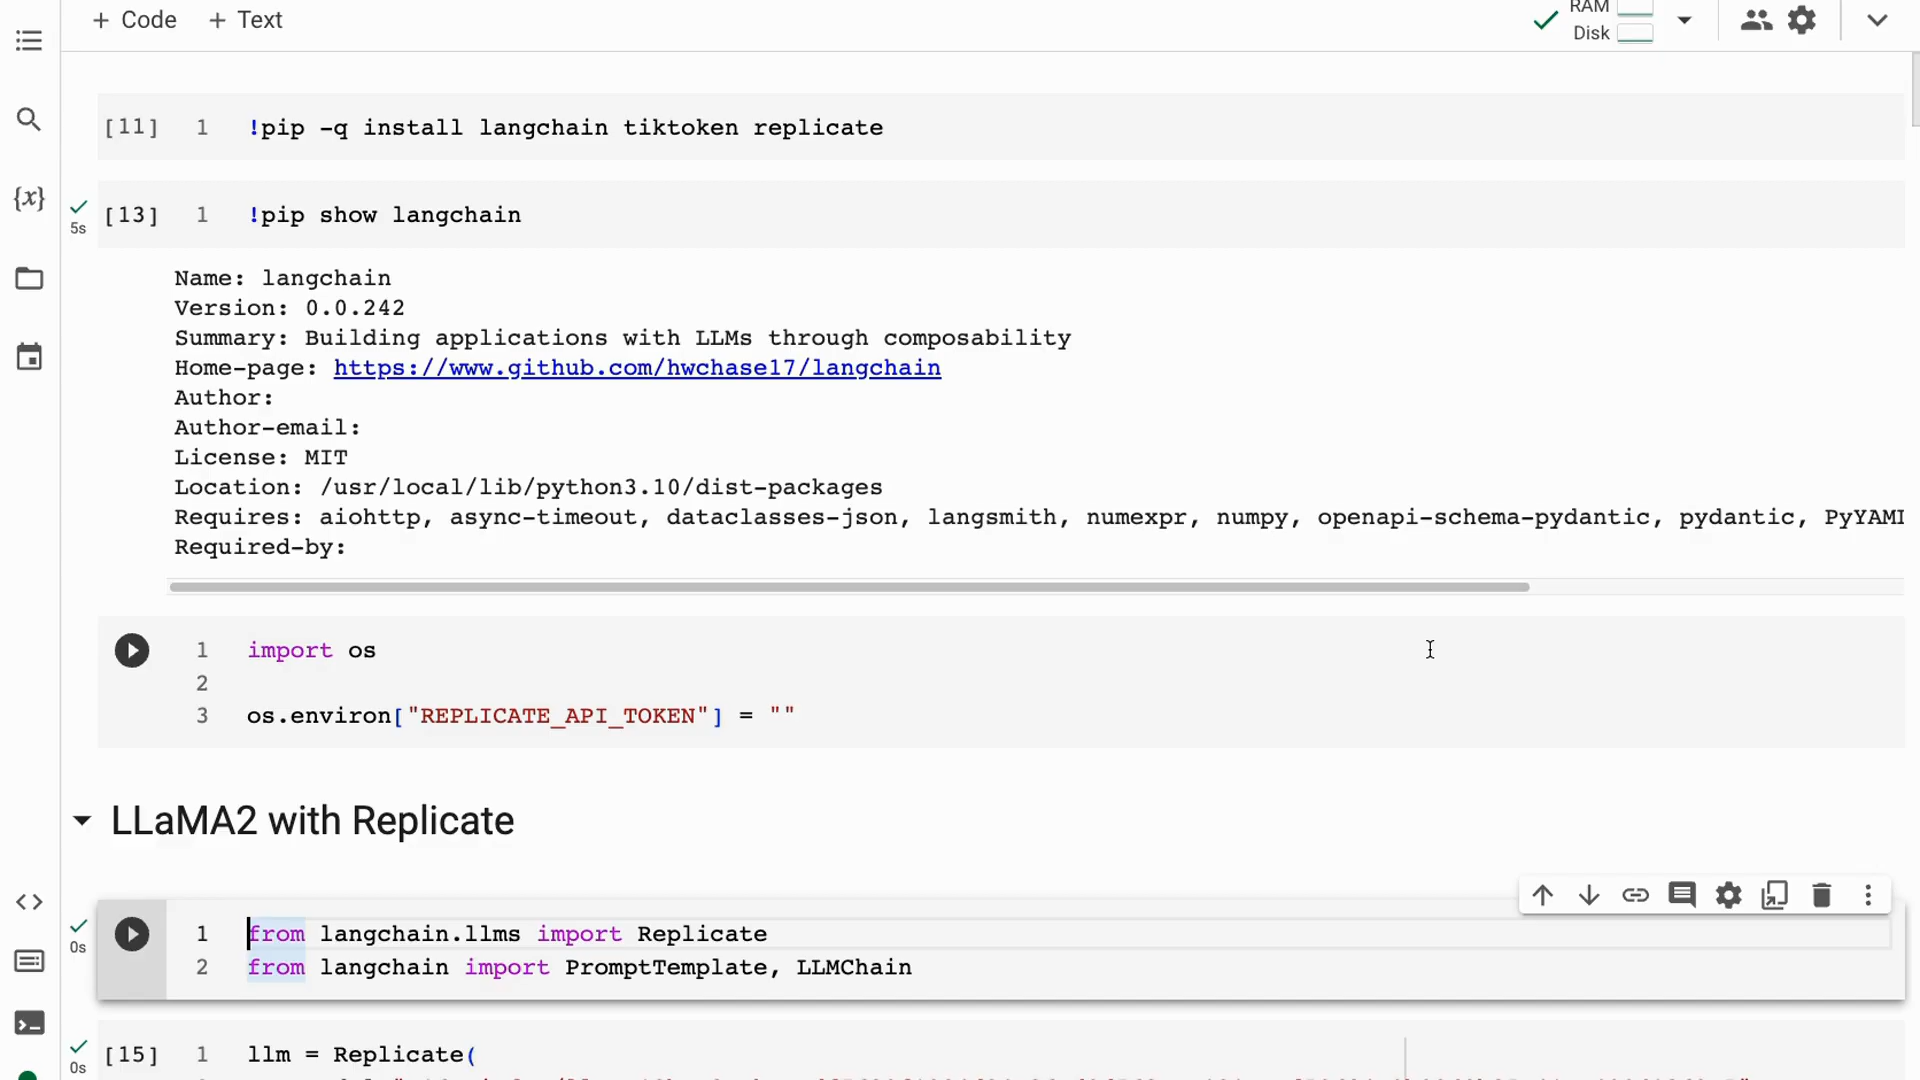 + Code + Text
RAM
Disk
[11] 1 !pip -q install langchain tiktoken replicate
5s [13] 1 !pip show langchain
Name: langchain
Version: 0.0.242
Summary: Building applications with LLMs through composability
Home-page: https://www.github.com/hwchase17/langchain
Author:
Author-email:
License: MIT
Location: /usr/local/lib/python3.10/dist-packages
Requires: aiohttp, async-timeout, dataclasses-json, langsmith, numexpr, numpy, openapi-schema-pydantic, pydantic,
Required-by:
1 import os
2
3 os.environ["REPLICATE_API_TOKEN"] = ""
LLaMA2 with Replicate
0s 1 from langchain.llms import Replicate
2 from langchain import PromptTemplate, LLMChain
0s [15] 1 llm = Replicate(